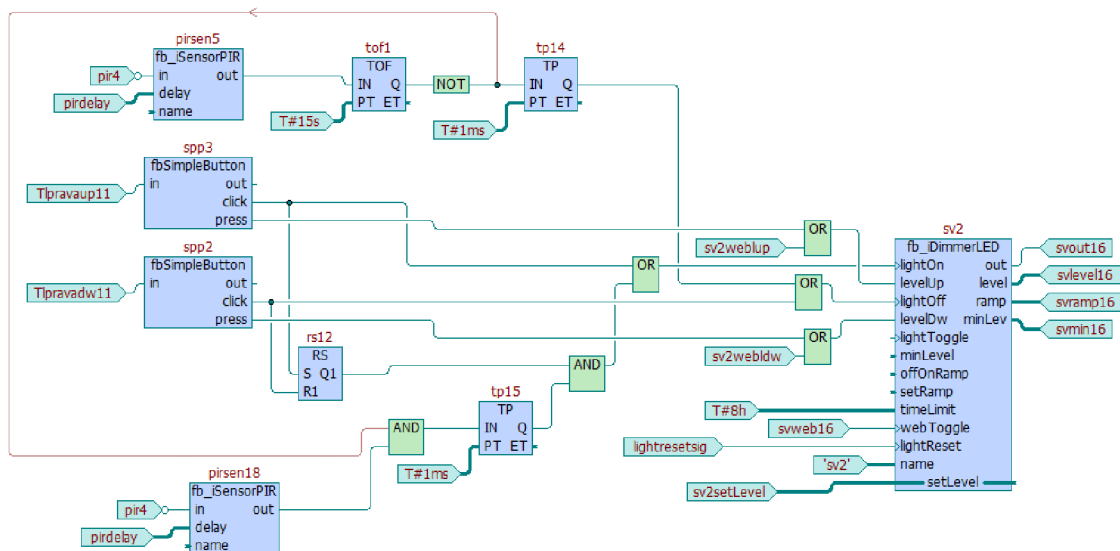 pirsen5
fb_iSensorPIR
pir4 in out
pirdelay delay
name
tof1
TOF
IN Q
PT ET
T#15s
NOT
tp14
TP
IN Q
PT ET
T#1ms
spp3
fbSimpleButton
Tlpravaup11 in out
click
press
spp2
fbSimpleButton
Tlpravadw11 in out
click
press
rs12
RS
S Q1
R1
AND
tp15
TP
IN Q
PT ET
T#1ms
AND
OR
sv2weblup OR
OR
sv2webldw OR
pirsen18
fb_iSensorPIR
pir4 in out
pirdelay delay
name
sv2
fb_iDimmerLED
lightOn out svout16
levelUp level svlevel16
lightOff ramp svramp16
levelDw minLev svmin16
lightToggle
minLevel
offOnRamp
setRamp
T#8h timeLimit
svweb16 webToggle
lightresetsig lightReset
'sv2' name
sv2setLevel setLevel